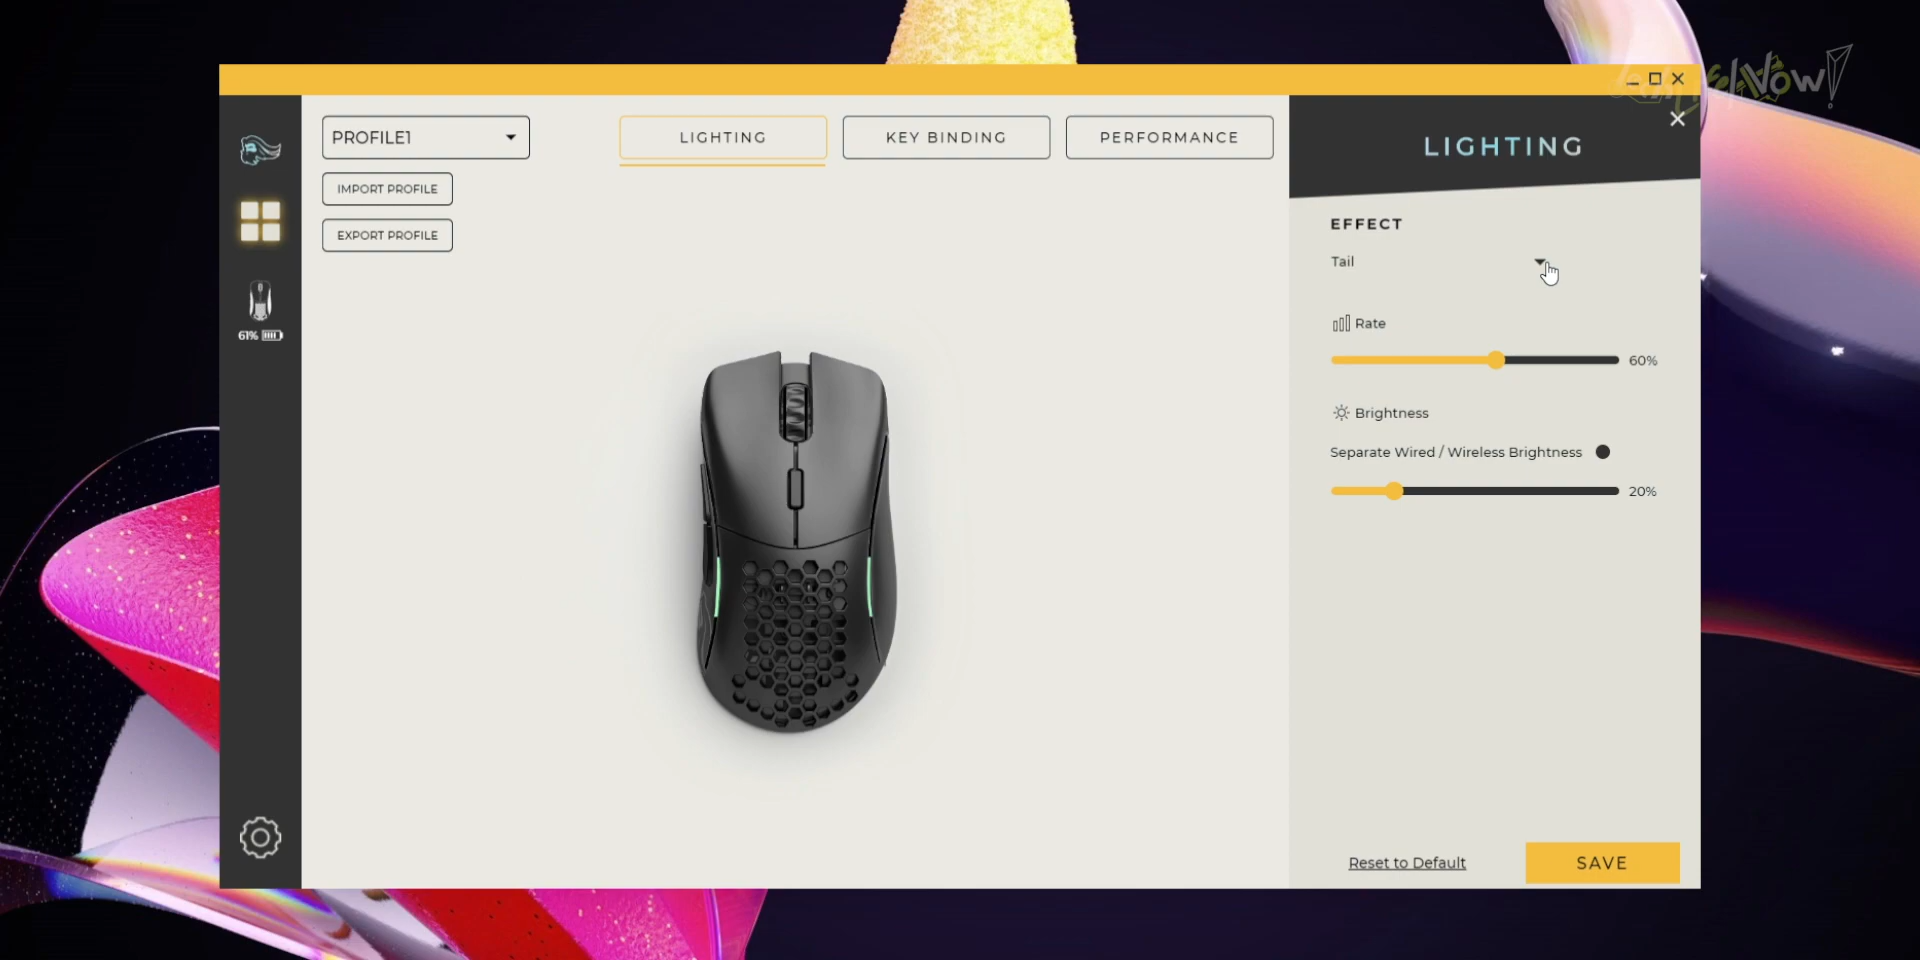 PROFILE1
LIGHTING
KEY BINDING
PERFORMANCE
IMPORT PROFILE
EXPORT PROFILE
61%
LIGHTING
EFFECT
Tail
Rate
60%
Brightness
Separate Wired / Wireless Brightness
20%
Reset to Default
SAVE